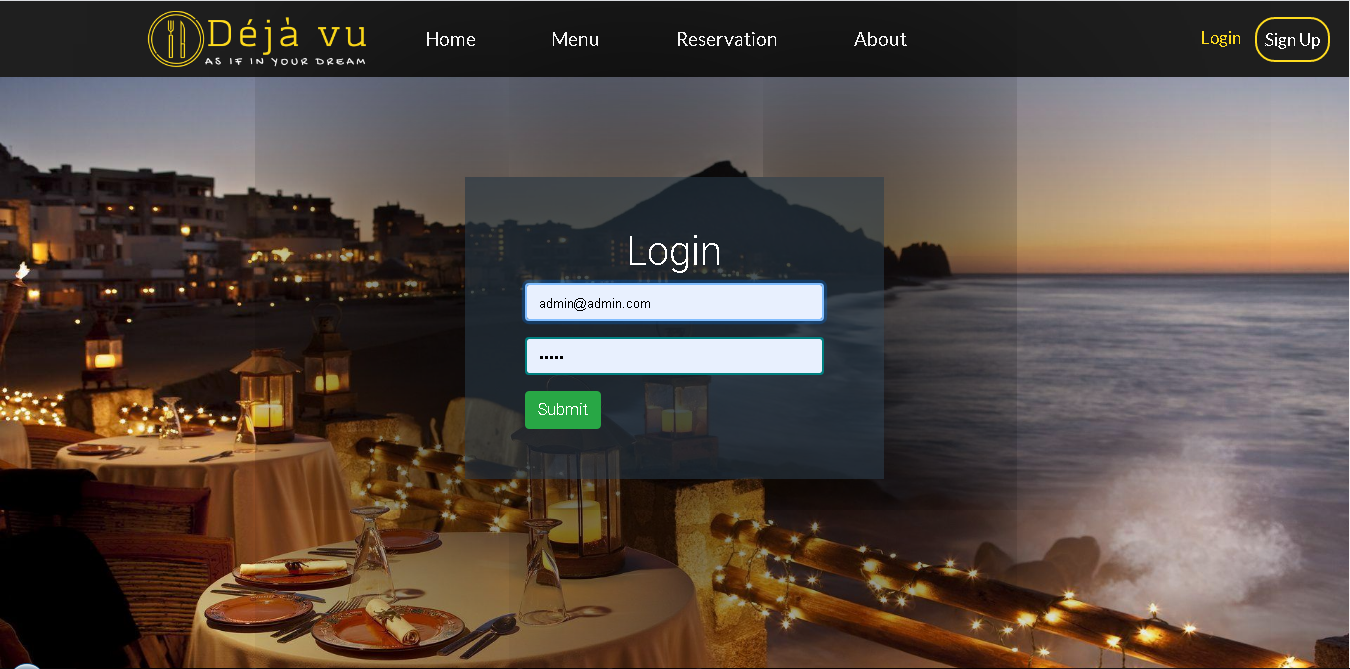 Déjà vu
AS IF IN YOUR DREAM
Home
Menu
Reservation
About
Login
Sign Up
Login
admin@admin.com
•••••
Submit